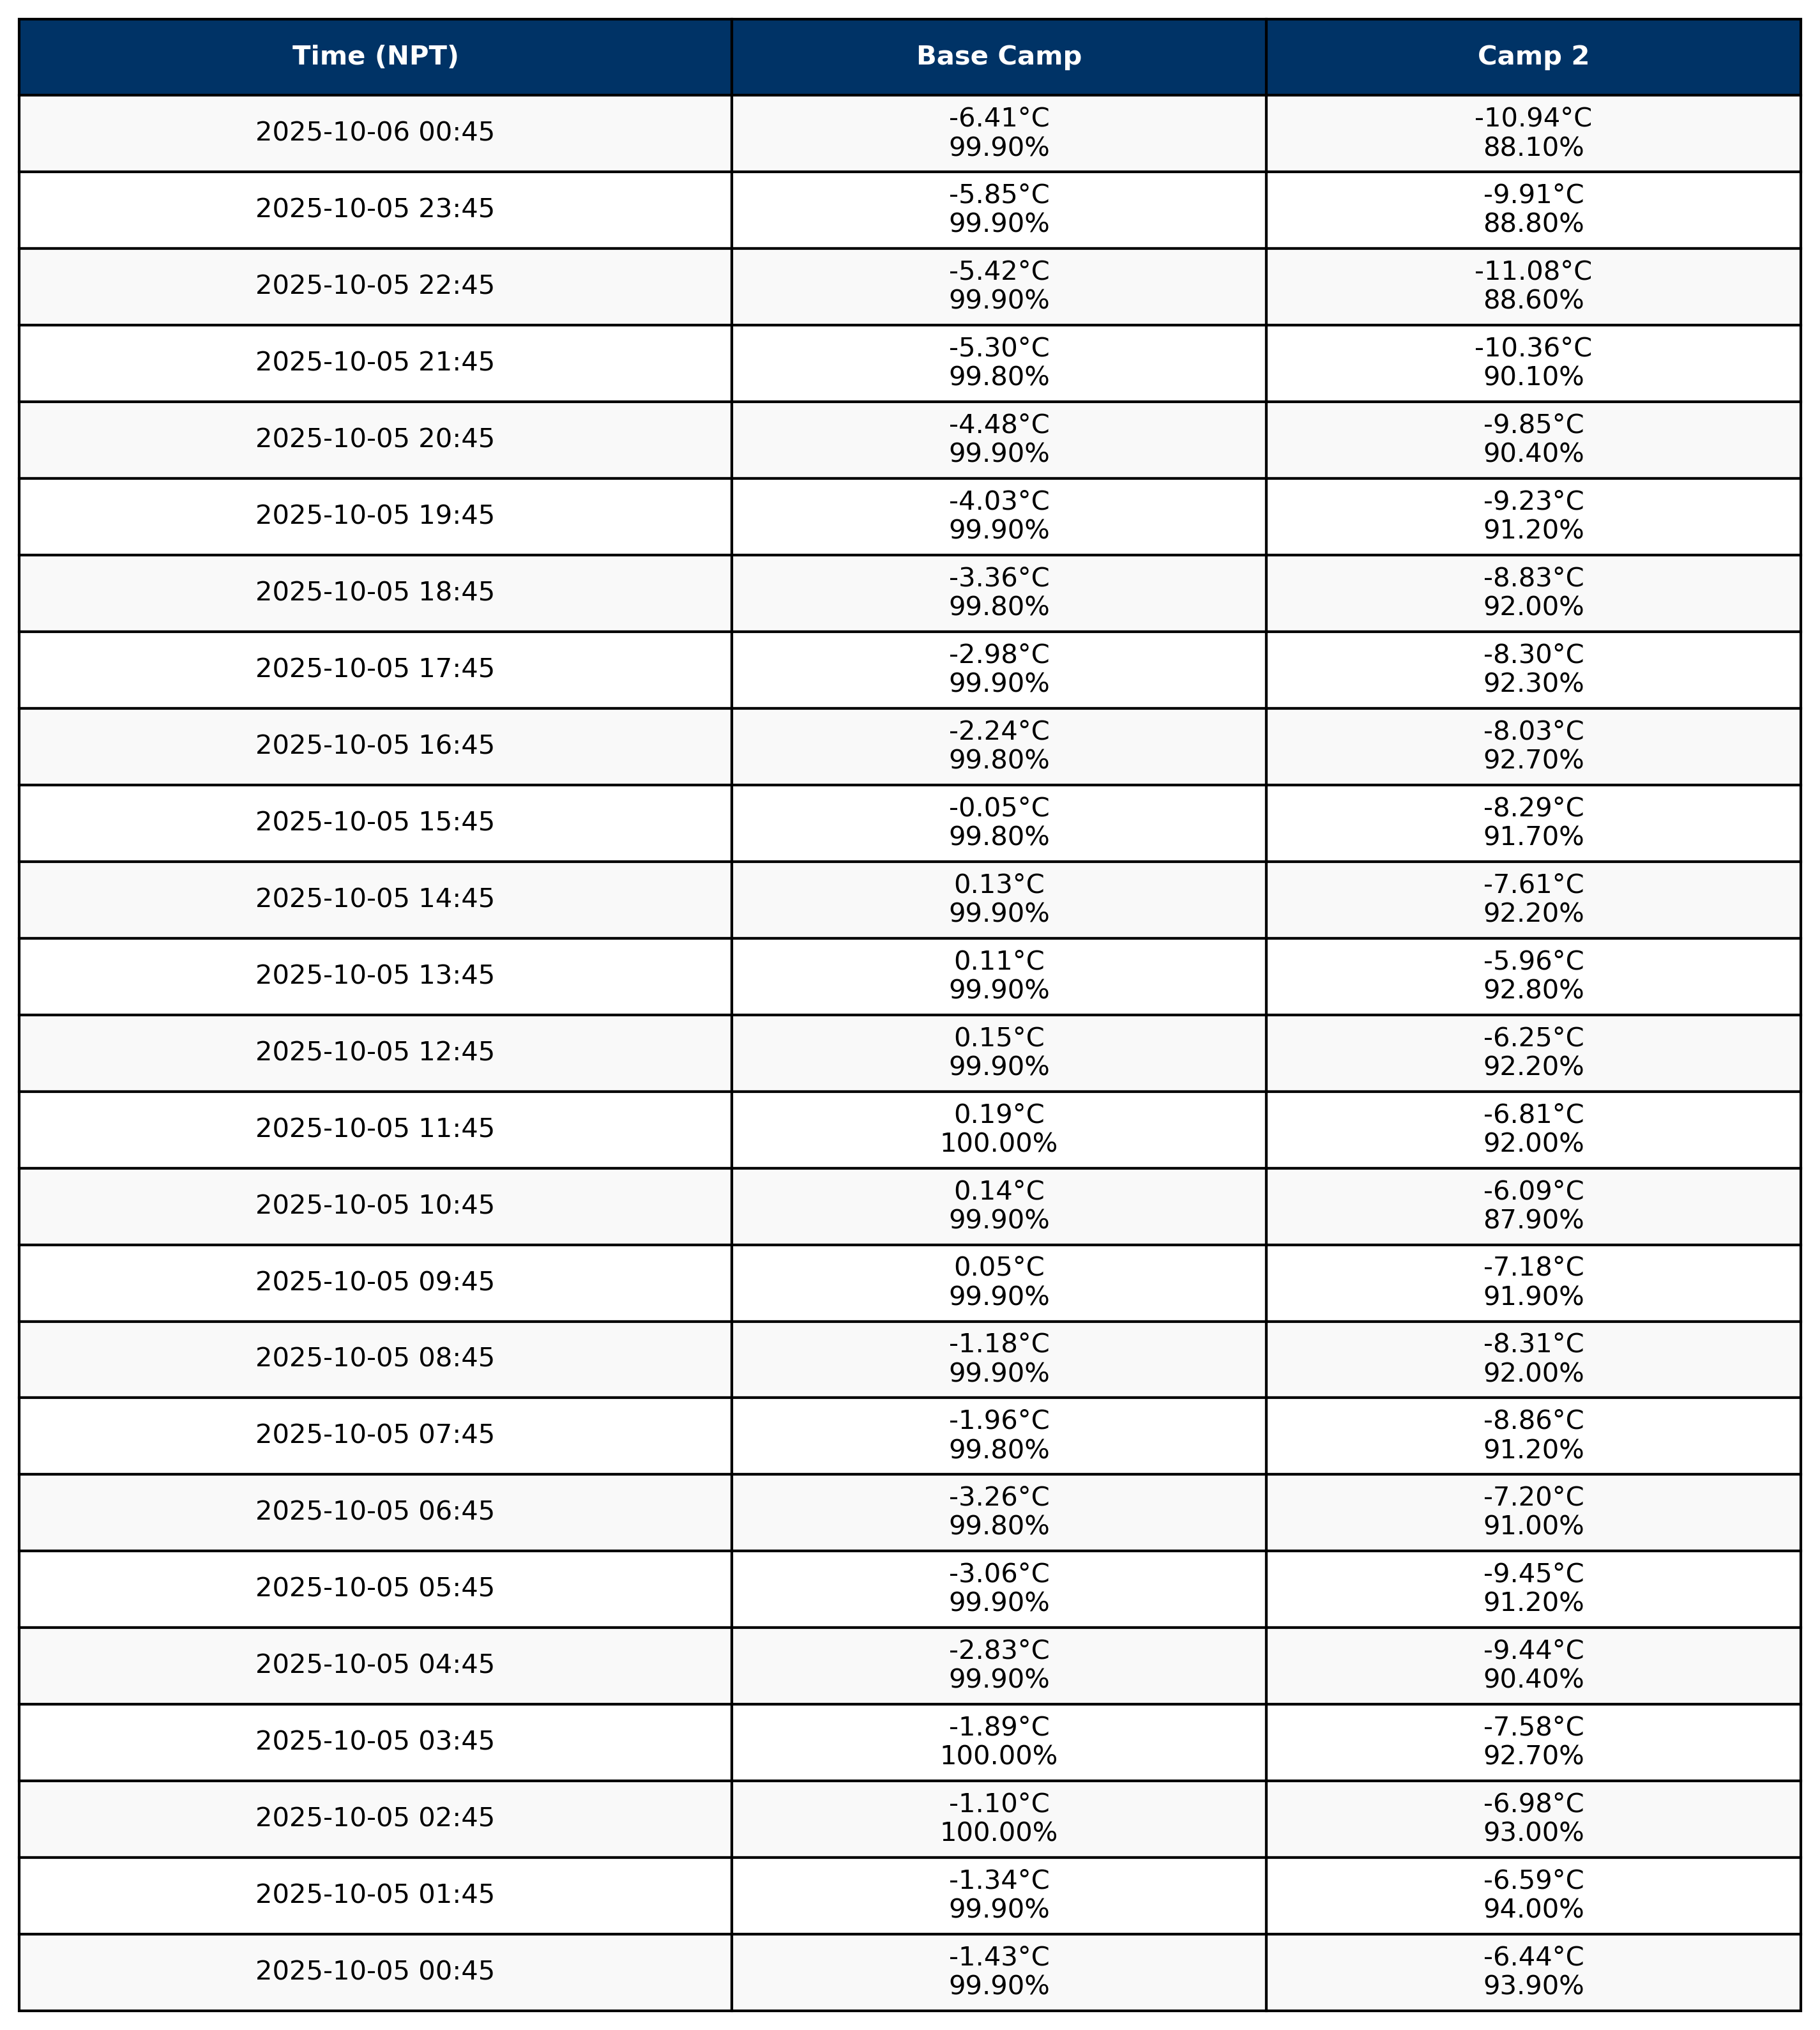 Time (NPT) Base Camp Camp 2
2025-10-06 00:45 -6.41°C -10.94°C
99.90% 88.10%
2025-10-05 23:45 -5.85°C -9.91°C
99.90% 88.80%
2025-10-05 22:45 -5.42°C -11.08°C
99.90% 88.60%
2025-10-05 21:45 -5.30°C -10.36°C
99.80% 90.10%
2025-10-05 20:45 -4.48°C -9.85°C
99.90% 90.40%
2025-10-05 19:45 -4.03°C -9.23°C
99.90% 91.20%
2025-10-05 18:45 -3.36°C -8.83°C
99.80% 92.00%
2025-10-05 17:45 -2.98°C -8.30°C
99.90% 92.30%
2025-10-05 16:45 -2.24°C -8.03°C
99.80% 92.70%
2025-10-05 15:45 -0.05°C -8.29°C
99.80% 91.70%
2025-10-05 14:45 0.13°C -7.61°C
99.90% 92.20%
2025-10-05 13:45 0.11°C -5.96°C
99.90% 92.80%
2025-10-05 12:45 0.15°C -6.25°C
99.90% 92.20%
2025-10-05 11:45 0.19°C -6.81°C
100.00% 92.00%
2025-10-05 10:45 0.14°C -6.09°C
99.90% 87.90%
2025-10-05 09:45 0.05°C -7.18°C
99.90% 91.90%
2025-10-05 08:45 -1.18°C -8.31°C
99.90% 92.00%
2025-10-05 07:45 -1.96°C -8.86°C
99.80% 91.20%
2025-10-05 06:45 -3.26°C -7.20°C
99.80% 91.00%
2025-10-05 05:45 -3.06°C -9.45°C
99.90% 91.20%
2025-10-05 04:45 -2.83°C -9.44°C
99.90% 90.40%
2025-10-05 03:45 -1.89°C -7.58°C
100.00% 92.70%
2025-10-05 02:45 -1.10°C -6.98°C
100.00% 93.00%
2025-10-05 01:45 -1.34°C -6.59°C
99.90% 94.00%
2025-10-05 00:45 -1.43°C -6.44°C
99.90% 93.90%